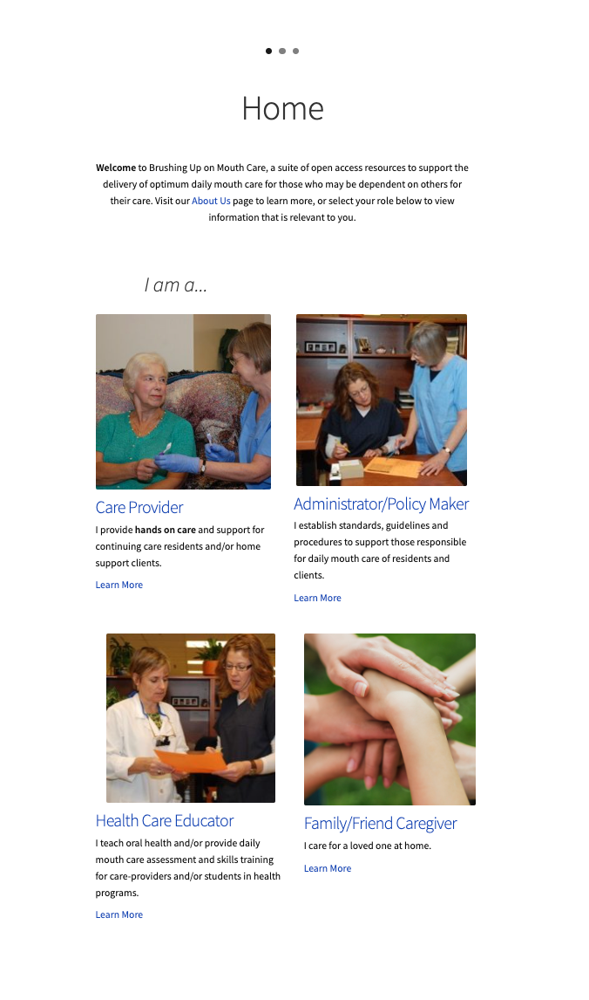 Home
Welcome to Brushing Up on Mouth Care, a suite of open access resources to support the
delivery of optimum daily mouth care for those who may be dependent on others for
their care. Visit our About Us page to learn more, or select your role below to view
information that is relevant to you.
I am a...
Care Provider
I provide hands on care and support for
continuing care residents and/or home
support clients.
Learn More
Administrator/Policy Maker
I establish standards, guidelines and
procedures to support those responsible
for daily mouth care of residents and
clients.
Learn More
Health Care Educator
I teach oral health and/or provide daily
mouth care assessment and skills training
for care-providers and/or students in health
programs.
Learn More
Family/Friend Caregiver
I care for a loved one at home.
Learn More